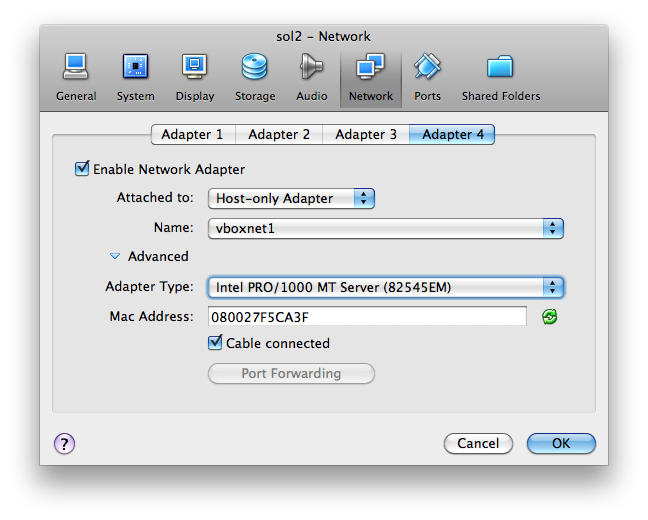 sol2 – Network
General System Display Storage Audio Network Ports Shared Folders
Adapter 1 Adapter 2 Adapter 3 Adapter 4
Enable Network Adapter
Attached to: Host-only Adapter
Name: vboxnet1
Advanced
Adapter Type: Intel PRO/1000 MT Server (82545EM)
Mac Address: 080027F5CA3F
Cable connected
Port Forwarding
? Cancel OK